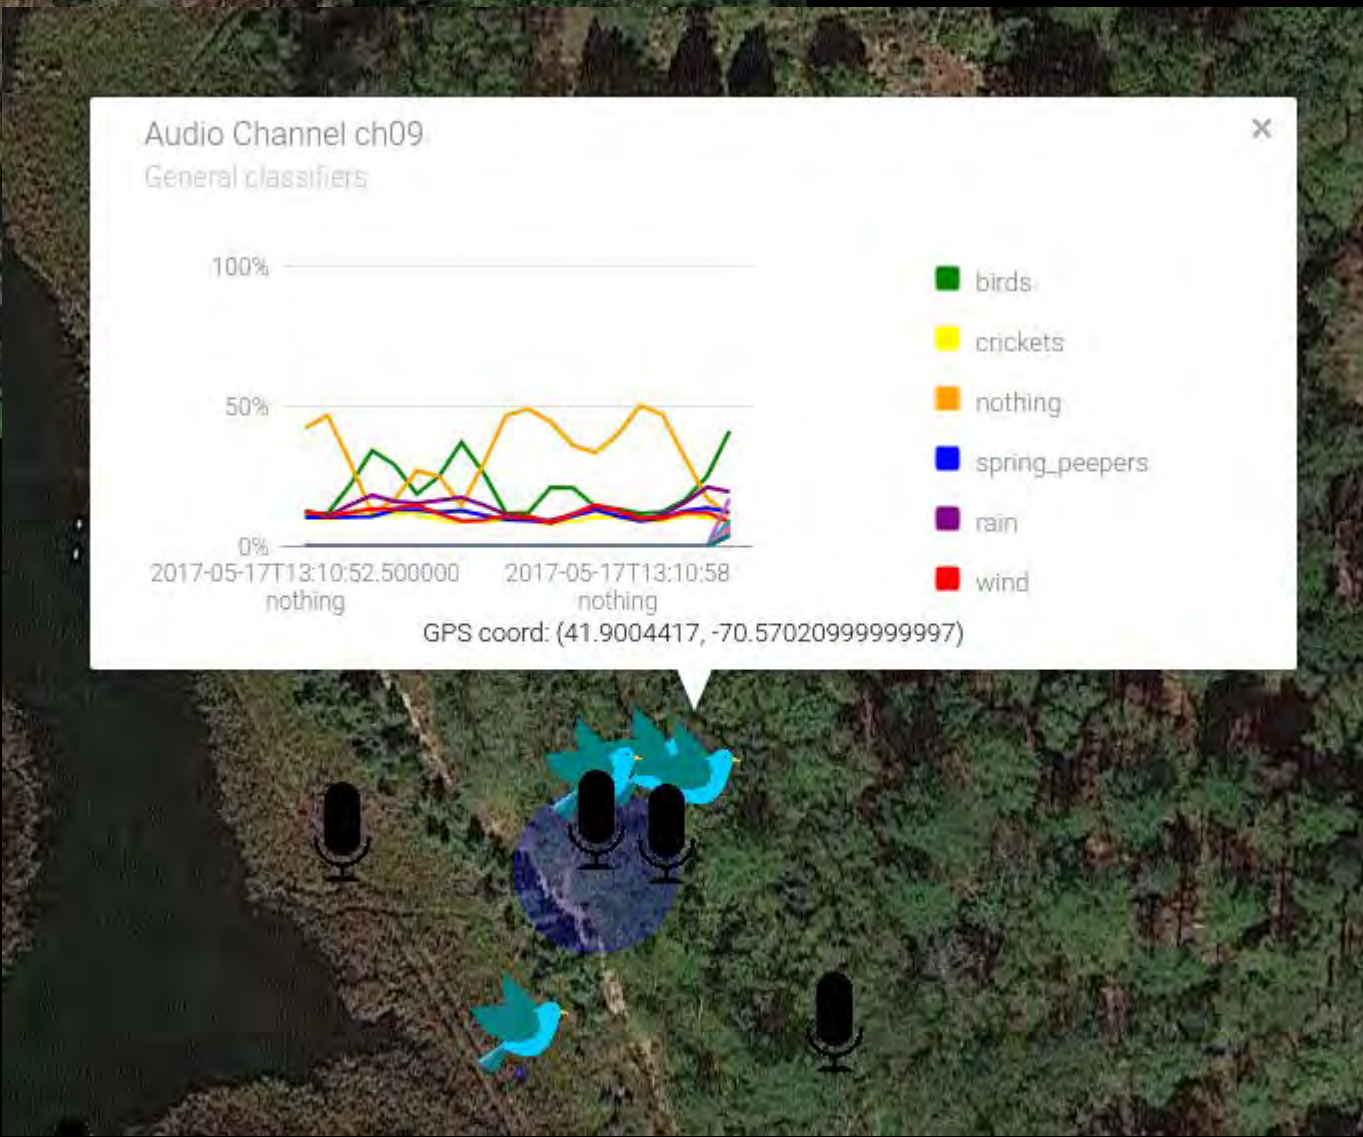 Audio Channel ch09
×
General classifiers
100%
50%
0%
2017-05-17T13:10:52.500000
nothing
2017-05-17T13:10:58
nothing
birds
crickets
nothing
spring_peepers
rain
wind
GPS coord: (41.9004417, -70.57020999999997)